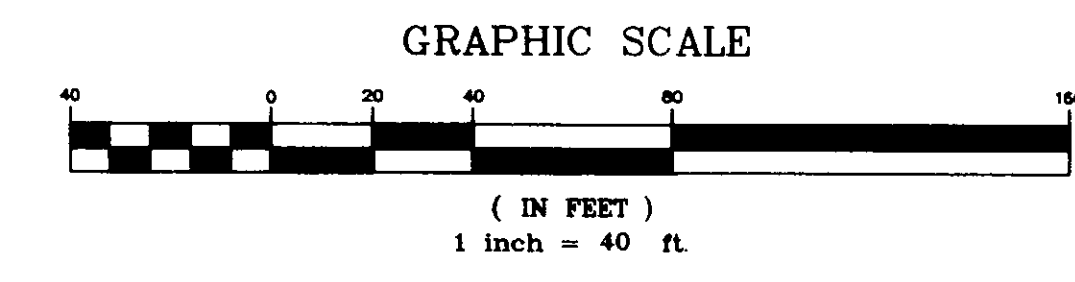 GRAPHIC SCALE
40 0 20 40 80
( IN FEET )
1 inch = 40 ft.